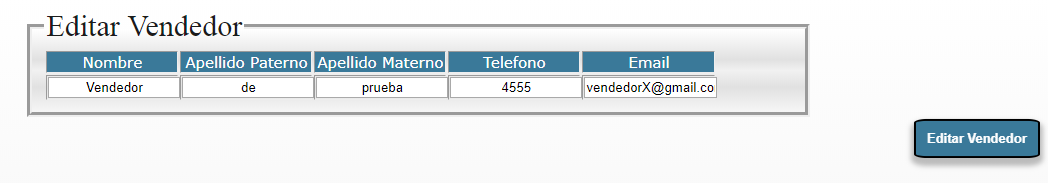 Editar Vendedor
Nombre Apellido Paterno Apellido Materno Telefono Email
Vendedor de prueba 4555 vendedorX@gmail.co
Editar Vendedor